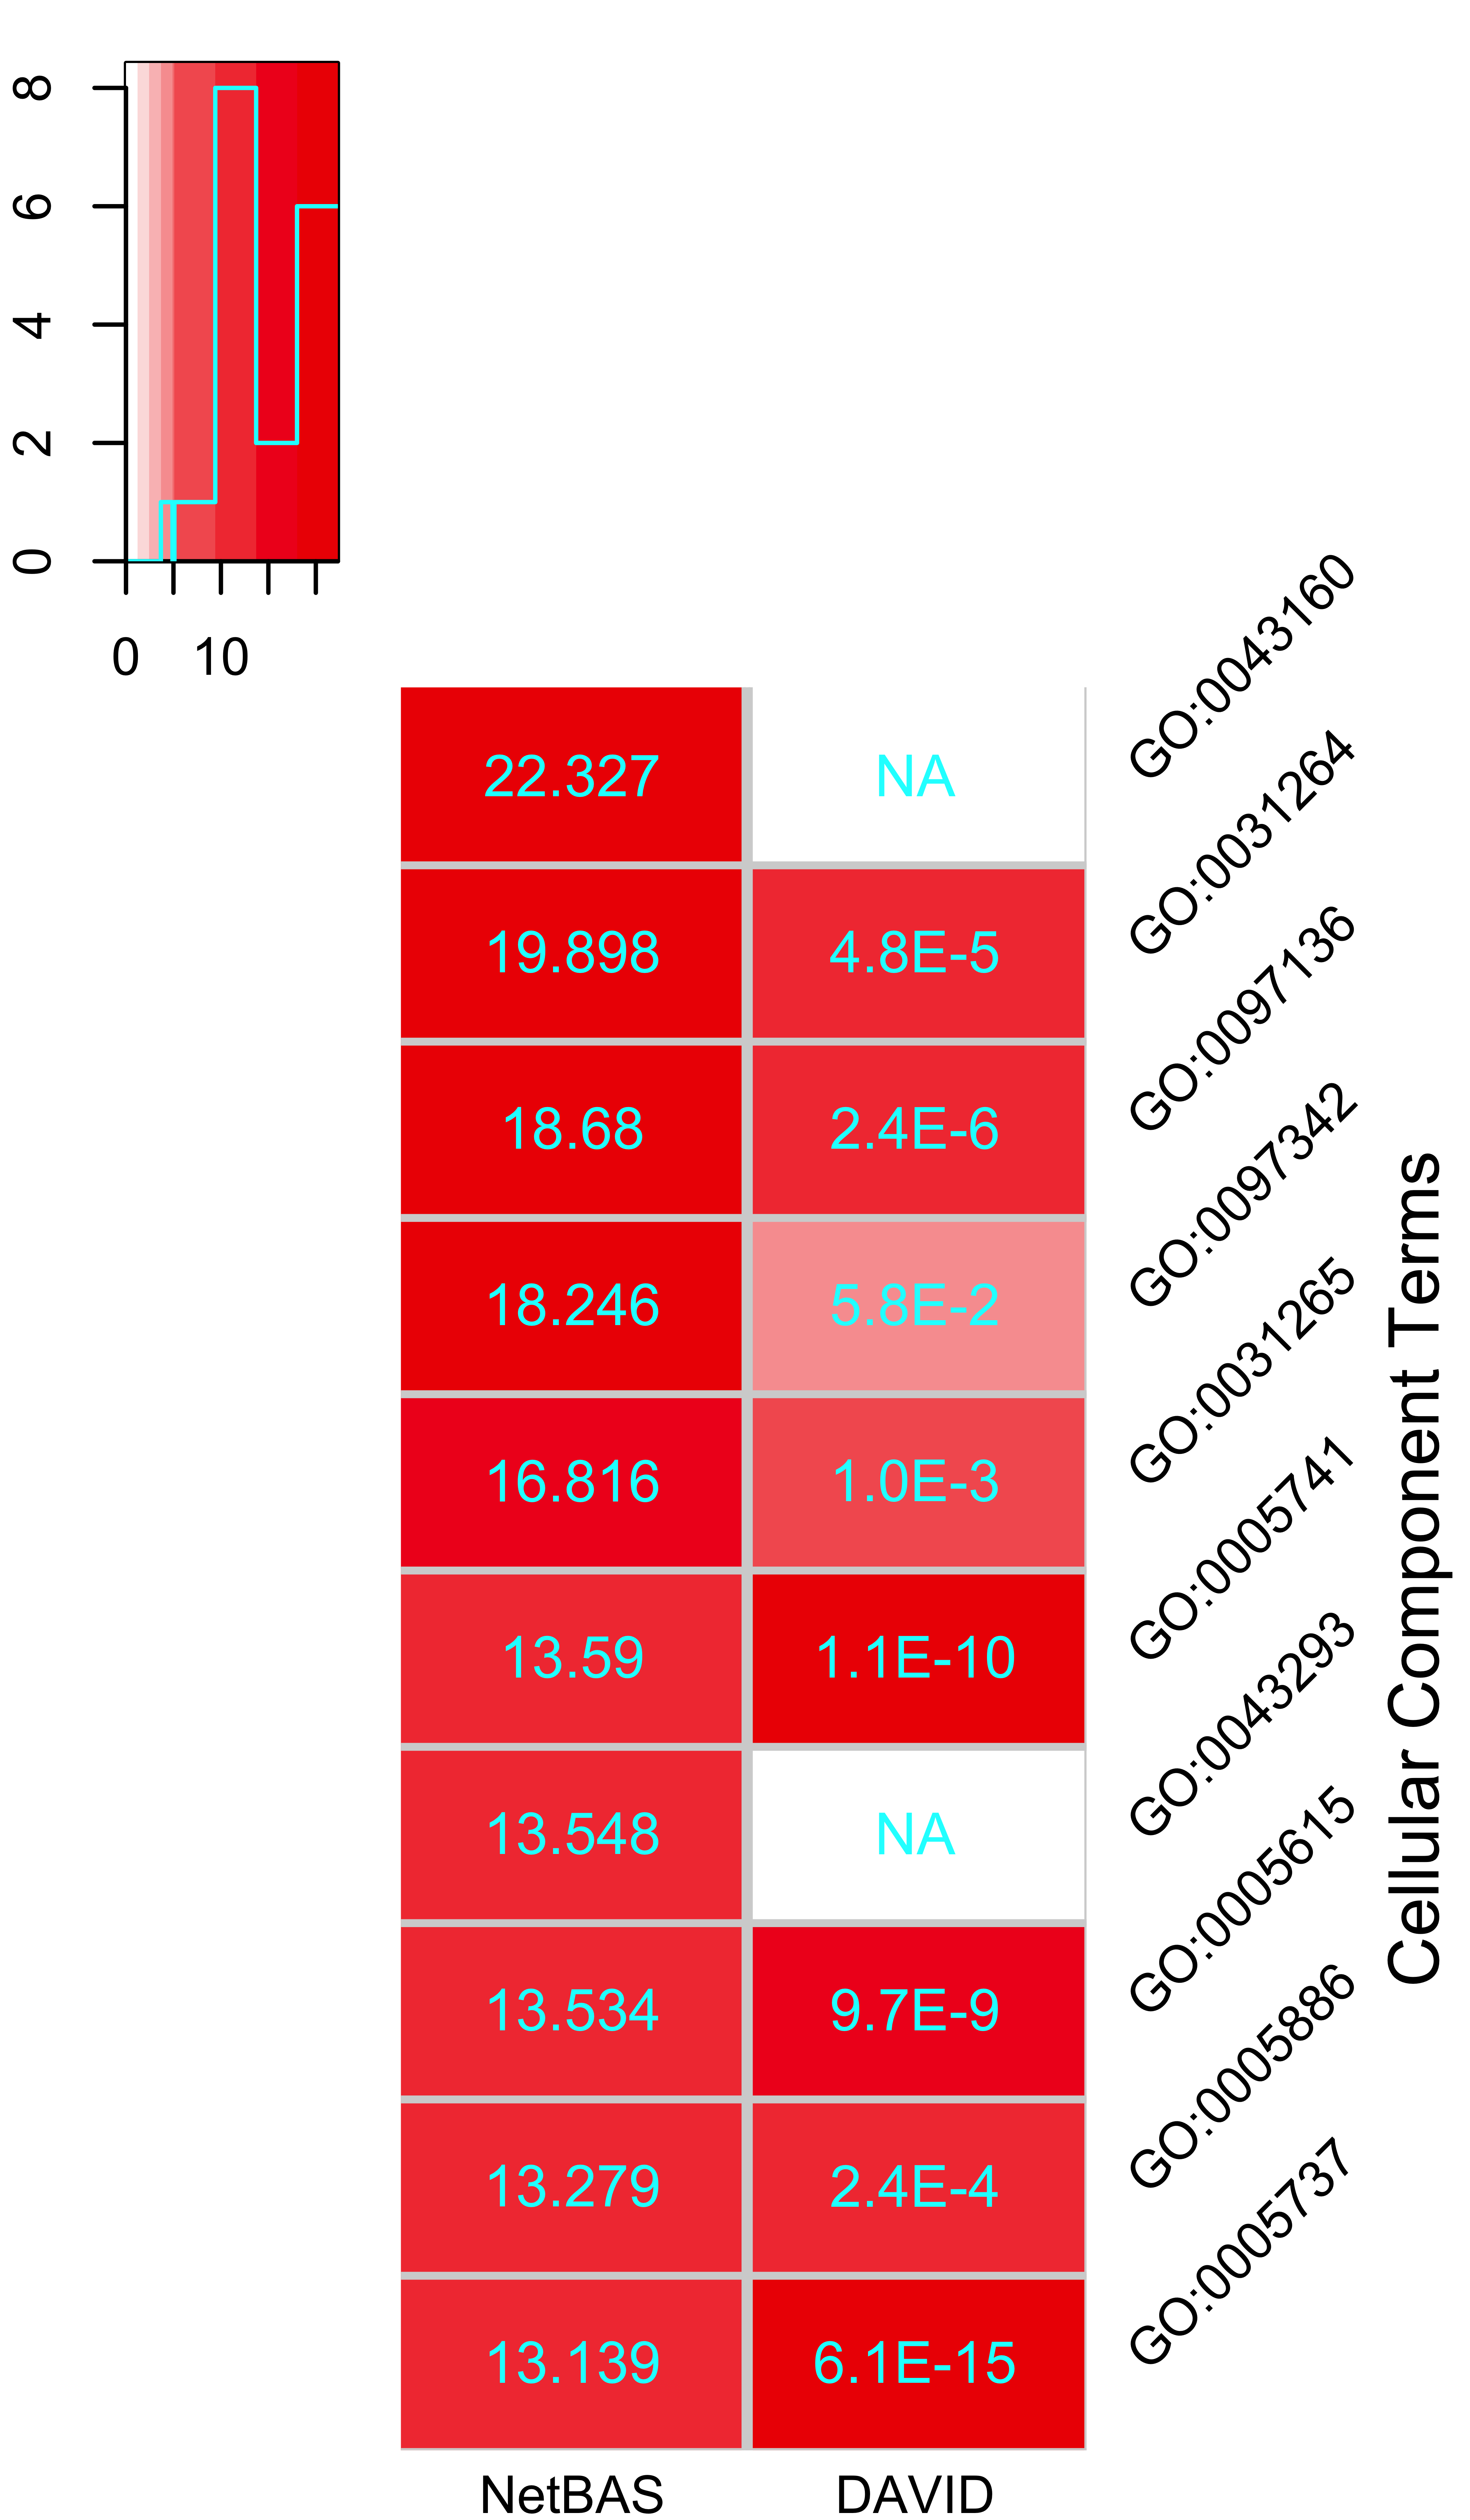 8
6
4
2
0
0 10
22.327 NA GO:0043160
19.898 4.8E-5 GO:0031264
18.68 2.4E-6 GO:0097136
18.246 5.8E-2 GO:0097342
16.816 1.0E-3 GO:0031265
13.59 1.1E-10 GO:0005741
13.548 NA GO:0043293
13.534 9.7E-9 GO:0005615
13.279 2.4E-4 GO:0005886
13.139 6.1E-15 GO:0005737
Cellular Component Terms
NetBAS DAVID